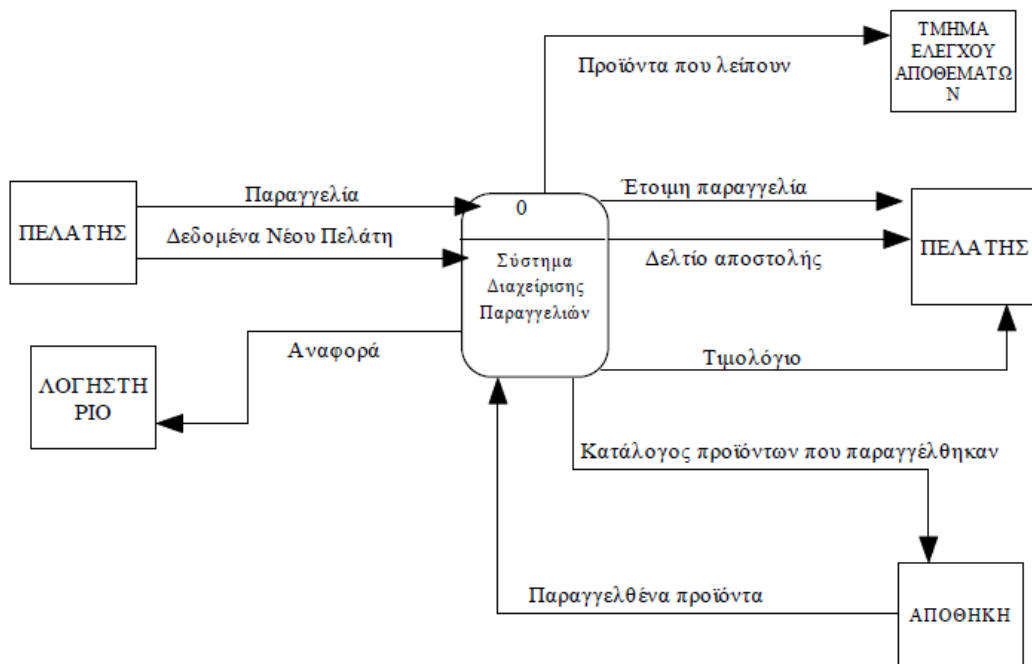 ΤΜΗΜΑ
ΕΛΕΓΧΟΥ
ΑΠΟΘΕΜΑΤΩ
Ν
Προϊόντα που λείπουν
Παραγγελία
0
Έτοιμη παραγγελία
ΠΕΛΑΤΗΣ
Δεδομένα Νέου Πελάτη
Σύστημα
Διαχείρισης
Παραγγελιών
Δελτίο αποστολής
ΠΕΛΑΤΗΣ
Αναφορά
Τιμολόγιο
ΛΟΓΗΣΤΗ
ΡΙΟ
Κατάλογος προϊόντων που παραγγέλθηκαν
Παραγγελθένα προϊόντα
ΑΠΟΘΗΚΗ